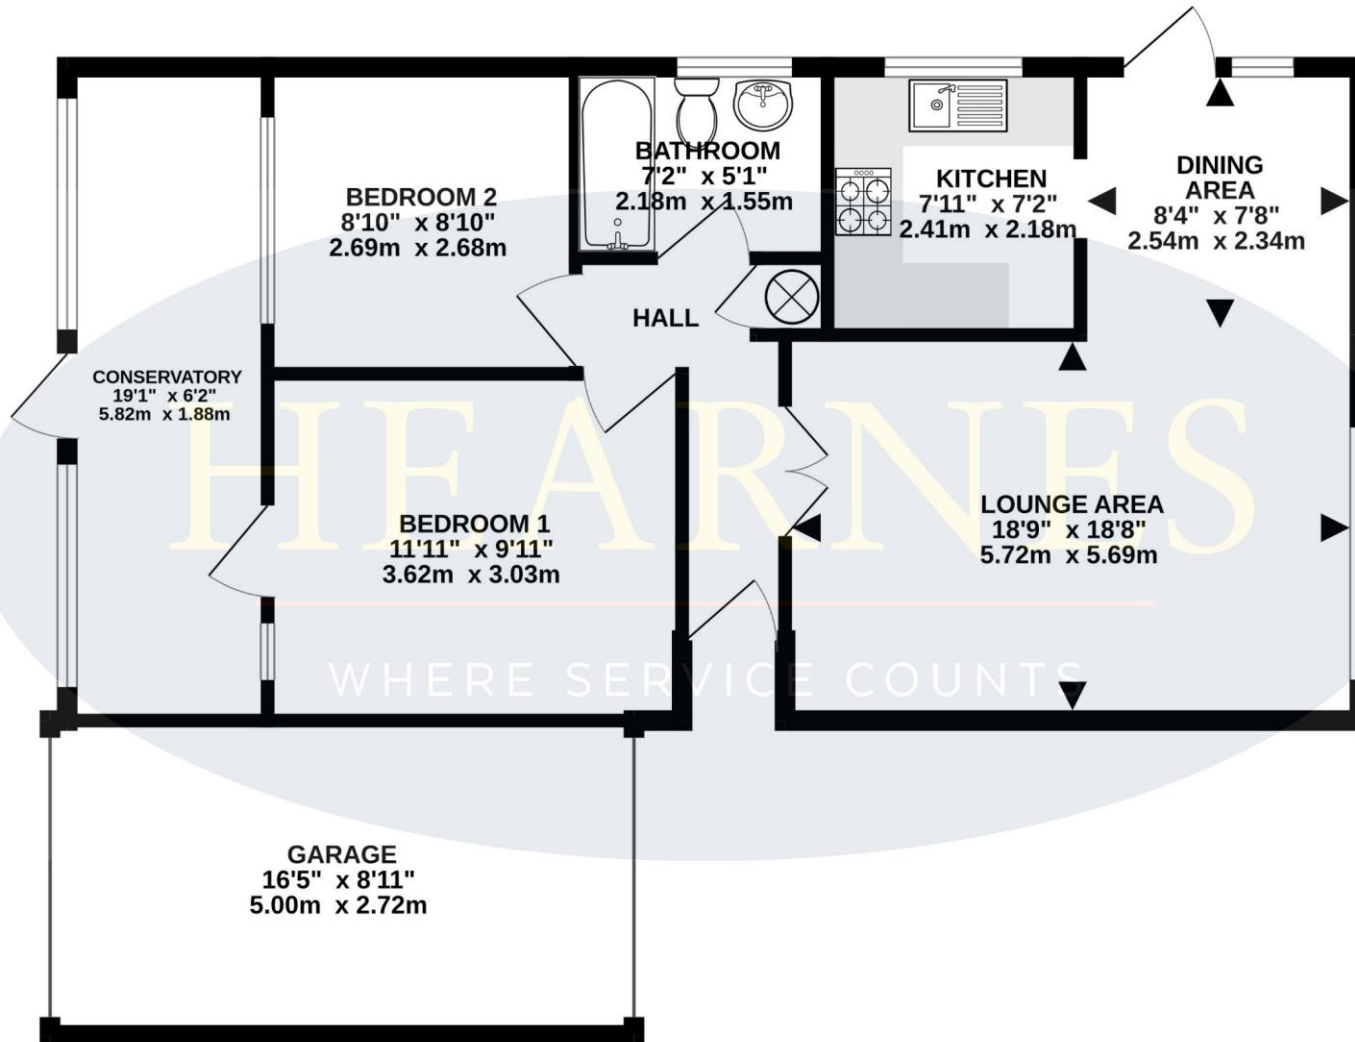 BATHROOM
7'2" x 5'1"
2.18m x 1.55m
BEDROOM 2
8'10" x 8'10"
2.69m x 2.68m
KITCHEN
7'11" x 7'2"
2.41m x 2.18m
DINING
AREA
8'4" x 7'8"
2.54m x 2.34m
HALL
CONSERVATORY
19'1" x 6'2"
5.82m x 1.88m
HEARNES
BEDROOM 1
11'11" x 9'11"
3.62m x 3.03m
LOUNGE AREA
18'9" x 18'8"
5.72m x 5.69m
WHERE SERVICE COUNTS
GARAGE
16'5" x 8'11"
5.00m x 2.72m